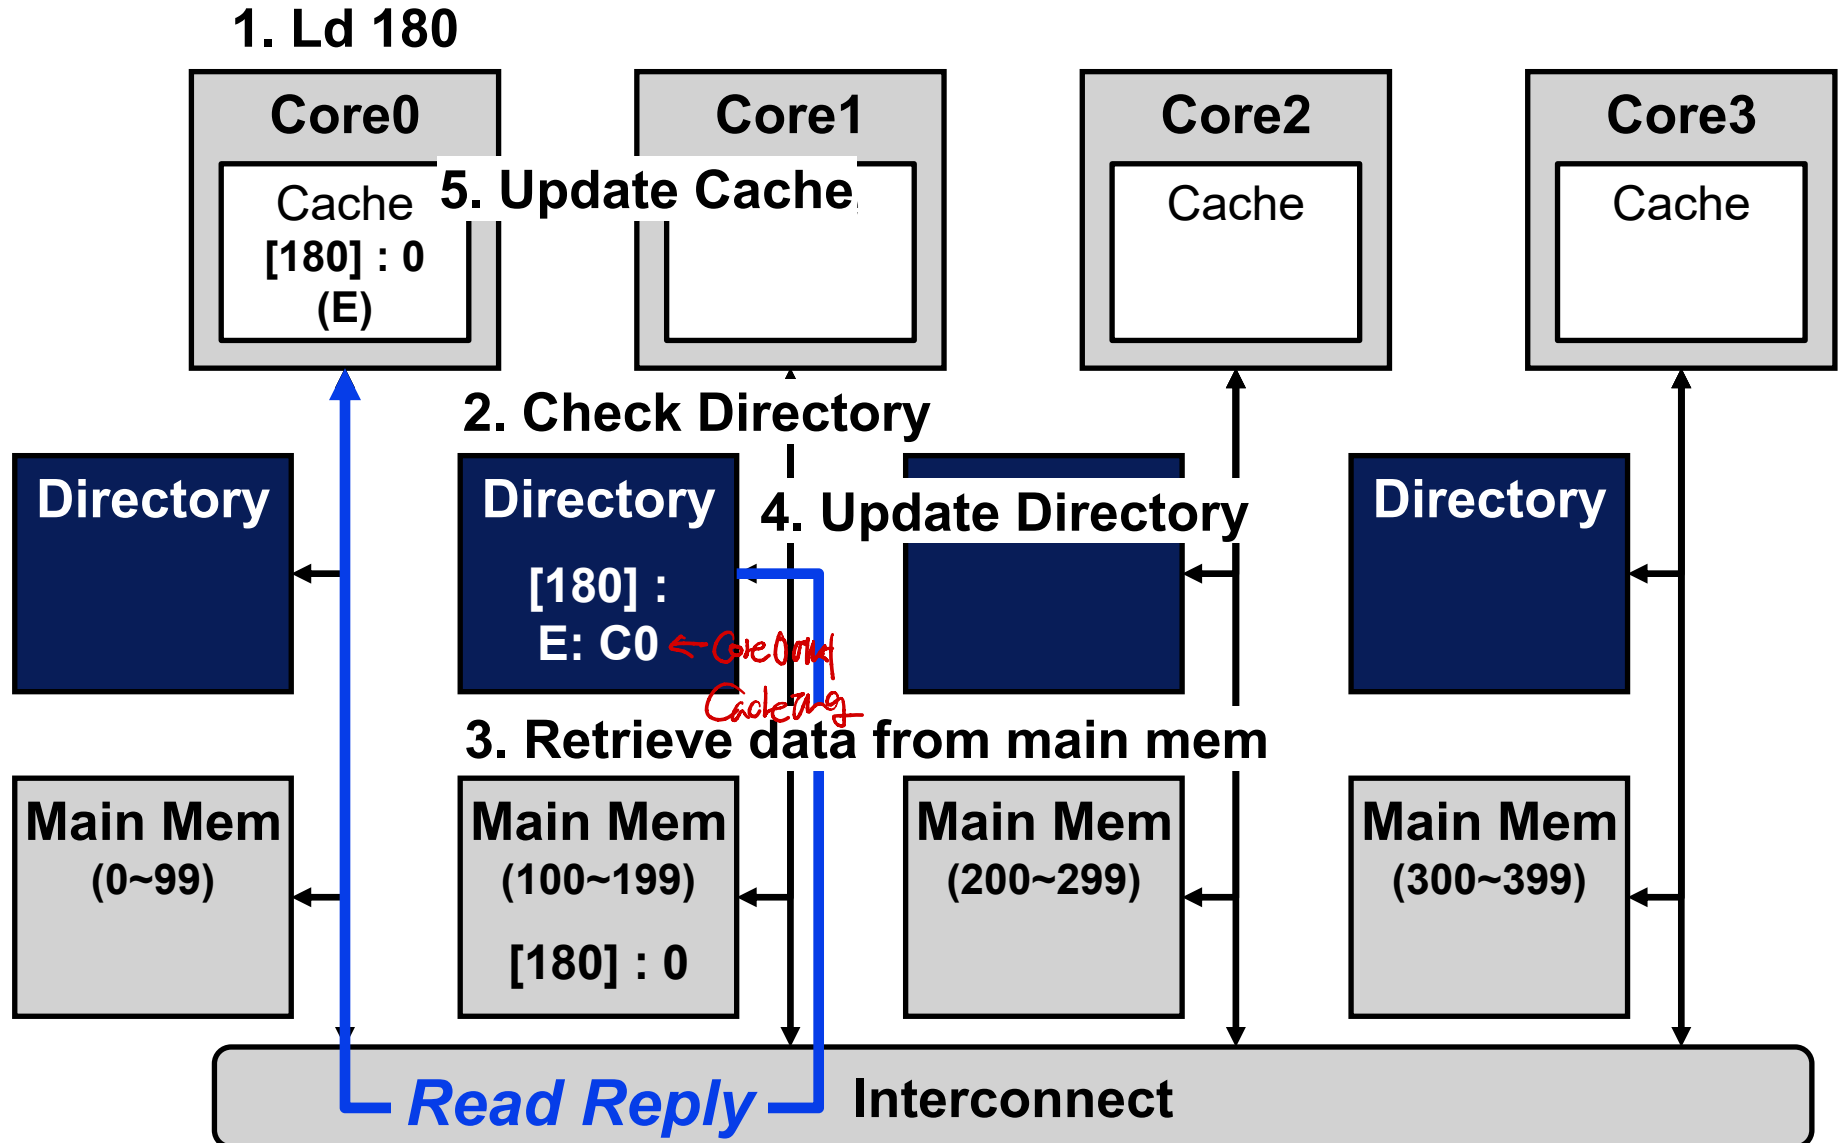 1. Ld 180
Core0
Core1
Core2
Core3
Cache
5. Update Cache
Cache
Cache
[180] : 0
(E)
2. Check Directory
Directory
Directory
4. Update Directory
Directory
[180] :
E: C0
3. Retrieve data from main mem
Main Mem
(0~99)
Main Mem
(100~199)
Main Mem
(200~299)
Main Mem
(300~399)
[180] : 0
Read Reply
Interconnect